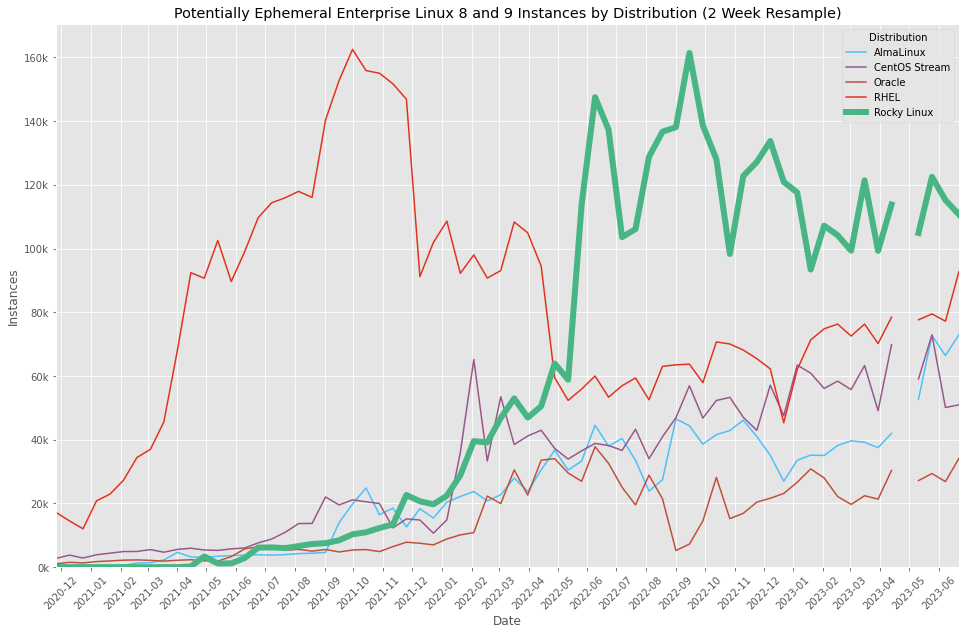 Potentially Ephemeral Enterprise Linux 8 and 9 Instances by Distribution (2 Week Resample)
Distribution
AlmaLinux
CentOS Stream
Oracle
RHEL
Rocky Linux
Instances
160k
140k
120k
100k
80k
60k
40k
20k
0k
2020-12
2021-01
2021-02
2021-03
2021-04
2021-05
2021-06
2021-07
2021-08
2021-09
2021-10
2021-11
2021-12
2022-01
2022-02
2022-03
2022-04
2022-05
2022-06
2022-07
2022-08
2022-09
2022-10
2022-11
2022-12
2023-01
2023-02
2023-03
2023-04
2023-05
2023-06
Date